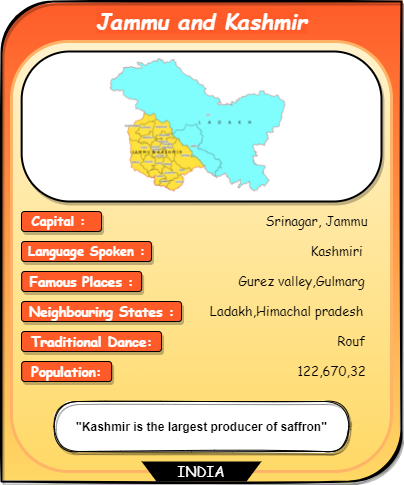 Jammu and Kashmir
LADAKH
JAMMU & KASHMIR
Capital : Srinagar, Jammu
Language Spoken : Kashmiri
Famous Places : Gurez valley,Gulmarg
Neighbouring States : Ladakh,Himachal pradesh
Traditional Dance: Rouf
Population: 122,670,32
"Kashmir is the largest producer of saffron"
INDIA